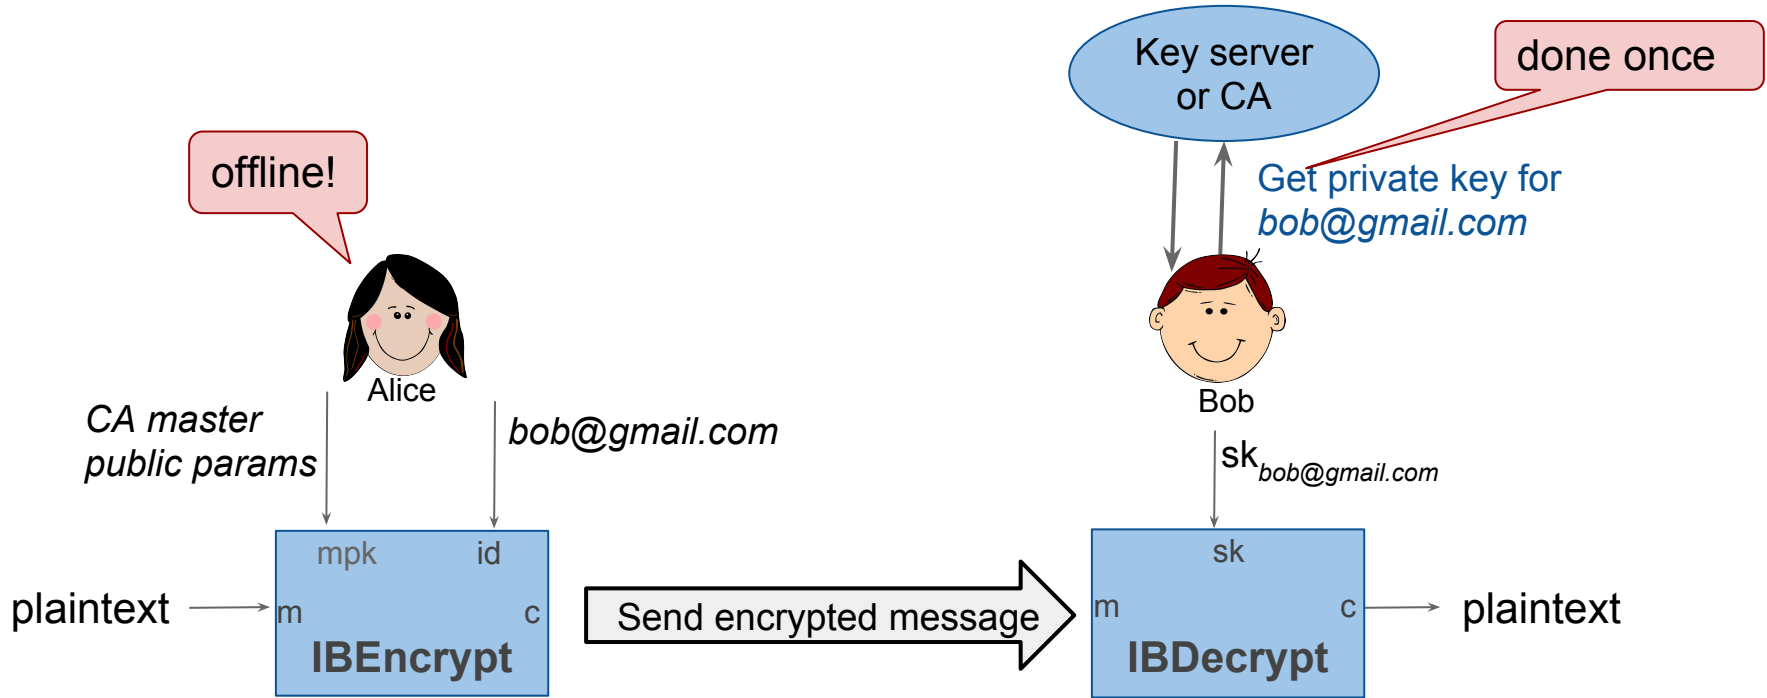 Key server
or CA
done once
offline!
Get private key for
bob@gmail.com
Alice
Bob
CA master
public params
bob@gmail.com
sk bob@gmail.com
mpk
id
sk
plaintext
m
c
Send encrypted message
m
c
plaintext
IBEncrypt
IBDecrypt